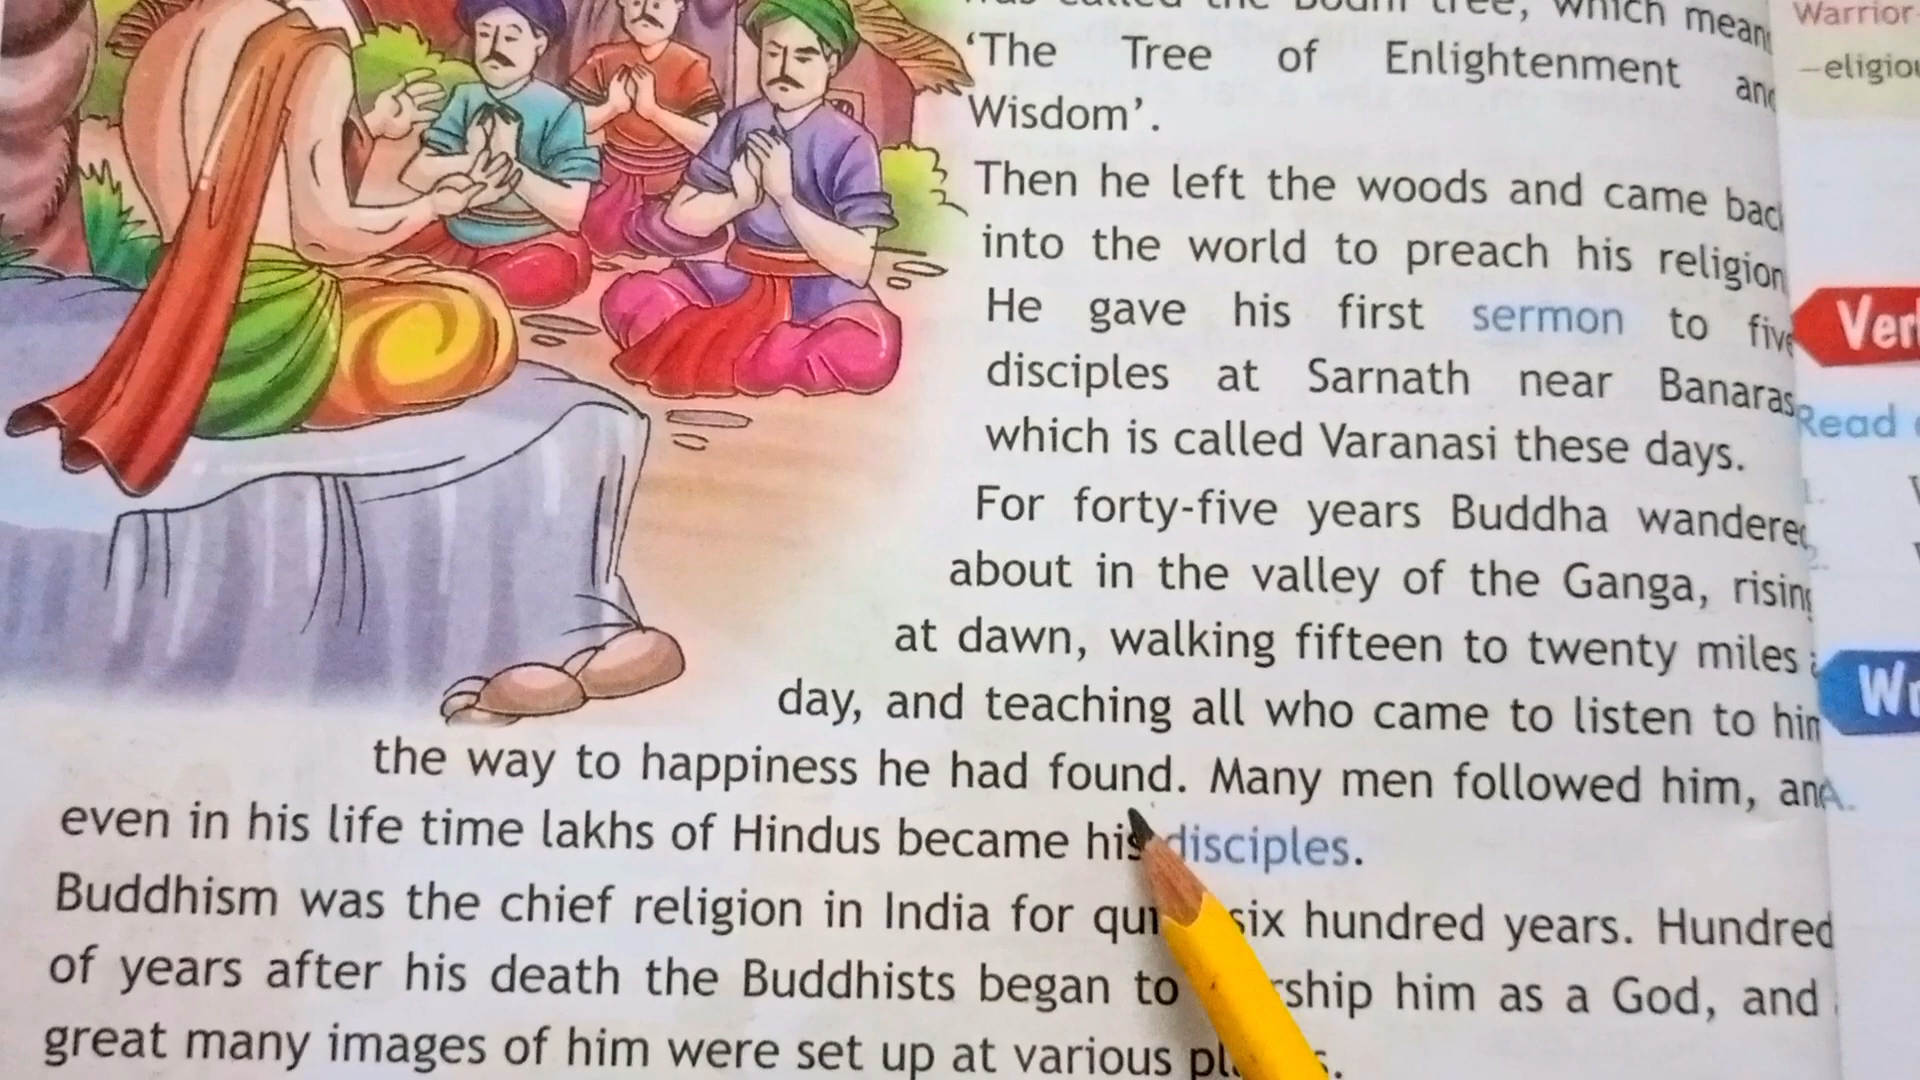 called the Bodhi tree, which mean
‘The Tree of Enlightenment and
Wisdom’.
Then he left the woods and came back
into the world to preach his religion
He gave his first sermon to five
disciples at Sarnath near Banaras
which is called Varanasi these days.
For forty-five years Buddha wandered
about in the valley of the Ganga, rising
at dawn, walking fifteen to twenty miles
day, and teaching all who came to listen to him
the way to happiness he had found. Many men followed him, and
even in his life time lakhs of Hindus became his disciples.
Buddhism was the chief religion in India for six hundred years. Hundred
of years after his death the Buddhists began to him as a God, and
great many images of him were set up at various
Warrior
Read